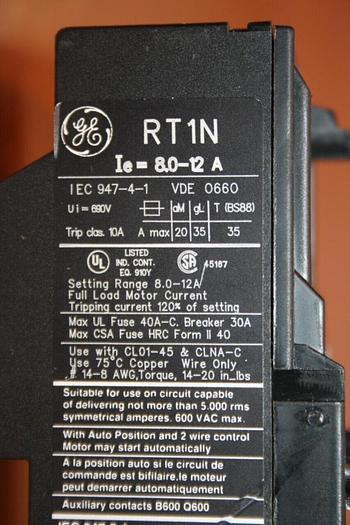 GE
RT1N
Ie = 8.0-12 A
IEC 947-4-1 VDE 0660
Ui = 690V aM gL T (BS88)
Trip clas. 10A A max 20 35 35
UL LISTED
IND. CONT.
EQ. 910Y
SA 45187
Setting Range 8.0-12A
Full Load Motor Current
Tripping current 120% of setting
Max UL Fuse 40A-C. Breaker 30A
Max CSA Fuse HRC Form II 40
Use with CL01-45 & CLNA-C
Use 75°C Copper Wire Only
# 14-8 AWG,Torque, 14-20 in_lbs
Suitable for use on circuit capable
of delivering not more than 5.000 rms
symmetrical amperes. 600 VAC max.
With Auto Position and 2 wire control
Motor may start automatically
A la position auto si le circuit de
commande est bifilaire,le moteur
peut demarrer automatiquement
Auxiliary contacts B600 Q600